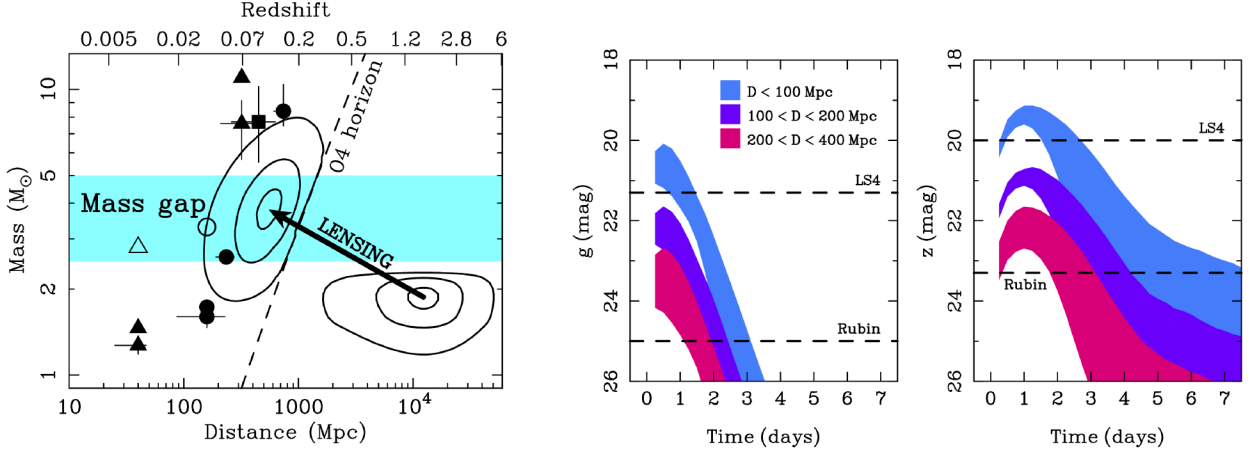 Redshift
0.005 0.02 0.07 0.2 0.5 1.2 2.8 6
10
5
2
1
Mass (M⊙)
Mass gap
LENSING
O4 horizon
10 100 1000 10⁴
Distance (Mpc)
18
20
22
24
26
g (mag)
D < 100 Mpc
100 < D < 200 Mpc
200 < D < 400 Mpc
LS4
Rubin
0 1 2 3 4 5 6 7
Time (days)
18
20
22
24
26
z (mag)
LS4
Rubin
0 1 2 3 4 5 6 7
Time (days)